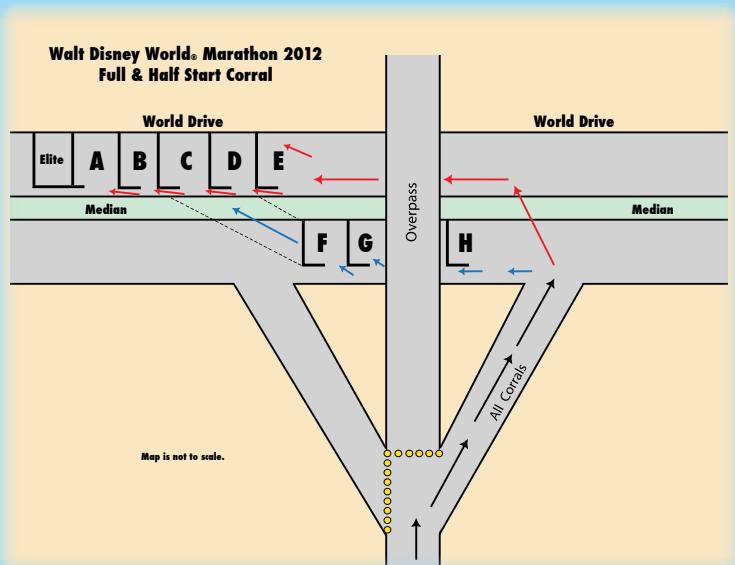 Walt Disney World® Marathon 2012
Full & Half Start Corral
World Drive
World Drive
Elite
A
B
C
D
E
Median
Median
Overpass
F
G
H
All Corrals
Map is not to scale.